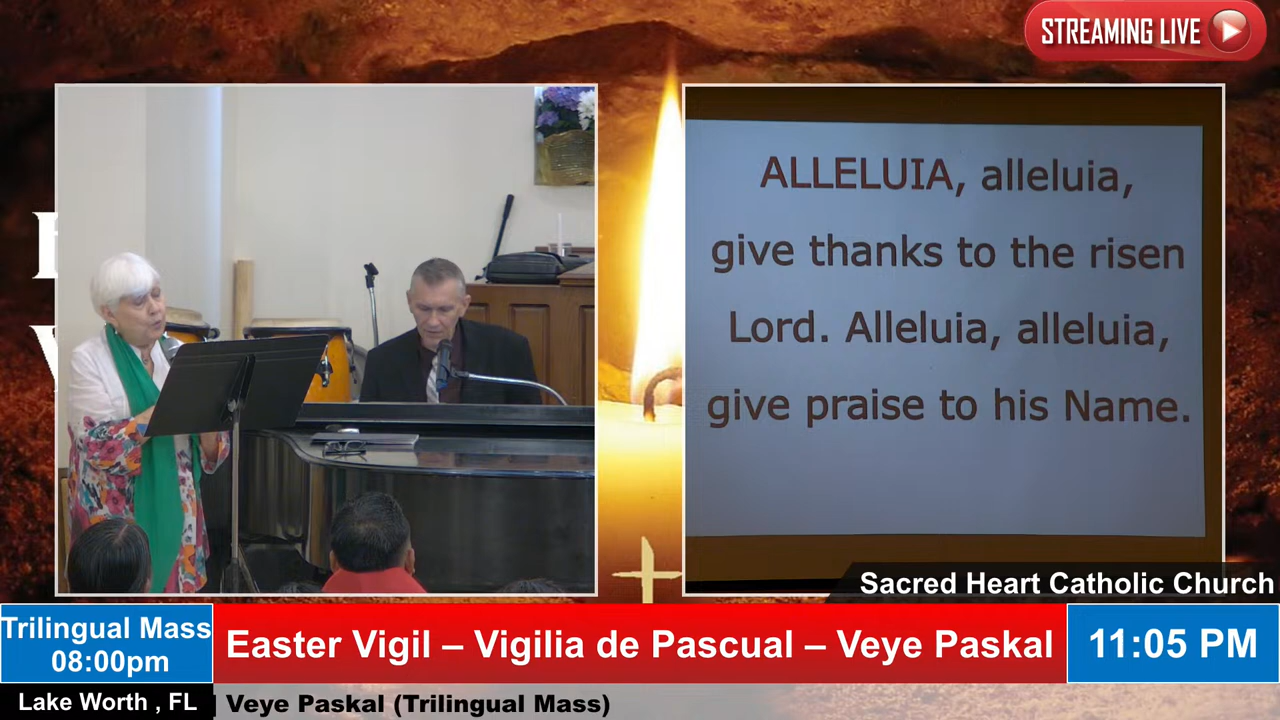 STREAMING LIVE
ALLELUIA, alleluia,
give thanks to the risen
Lord. Alleluia, alleluia,
give praise to his Name.
Sacred Heart Catholic Church
Trilingual Mass
08:00pm
Easter Vigil – Vigilia de Pascual – Veye Paskal
11:05 PM
Lake Worth , FL
Veye Paskal (Trilingual Mass)